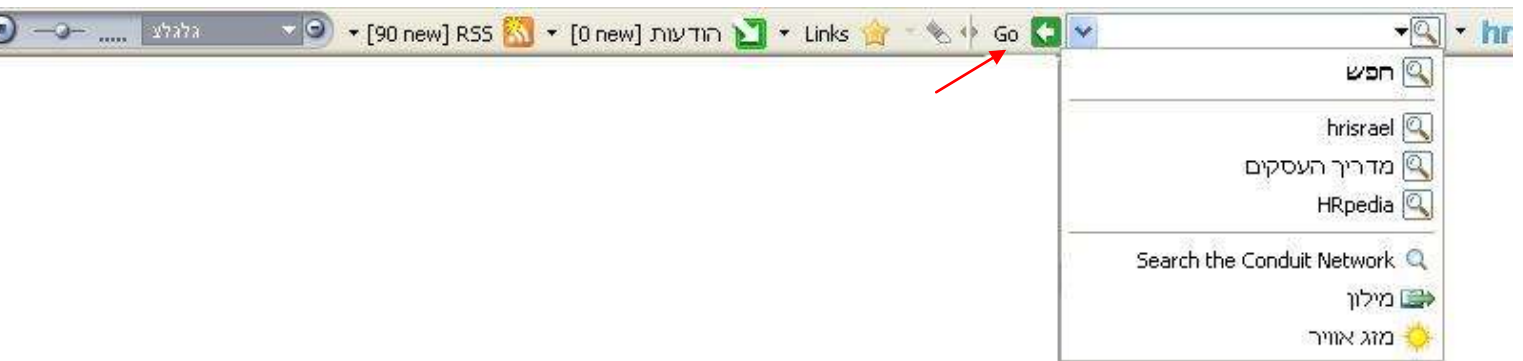 hr
Go
Links
הודעות [0 new]
RSS [90 new]
גלגלצ
.....
חפש
hrisrael
מדריך העסקים
HRpedia
Search the Conduit Network
מילון
מזג אוויר